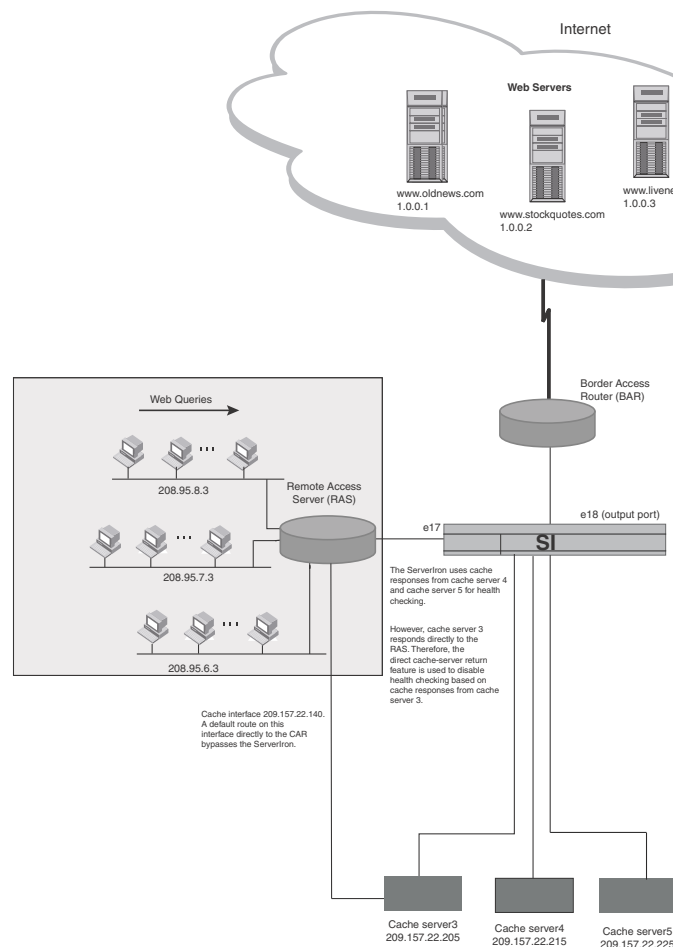 Internet
Web Servers
www.oldnews.com
1.0.0.1
www.stockquotes.com
1.0.0.2
1.0.0.3
Border Access
Router (BAR)
Web Queries
208.95.8.3
Remote Access
Server (RAS)
e17
e18 (output port)
SI
208.95.7.3
The ServerIron uses cache
responses from cache server 4
and cache server 5 for health
checking.
However, cache server 3
responds directly to the
RAS. Therefore, the
direct cache-server return
feature is used to disable
health checking based on
cache responses from cache
server 3.
208.95.6.3
Cache interface 209.157.22.140.
A default route on this
interface directly to the CAR
bypasses the ServerIron.
Cache server3
209.157.22.205
Cache server4
209.157.22.215
Cache server5
209.157.22.225